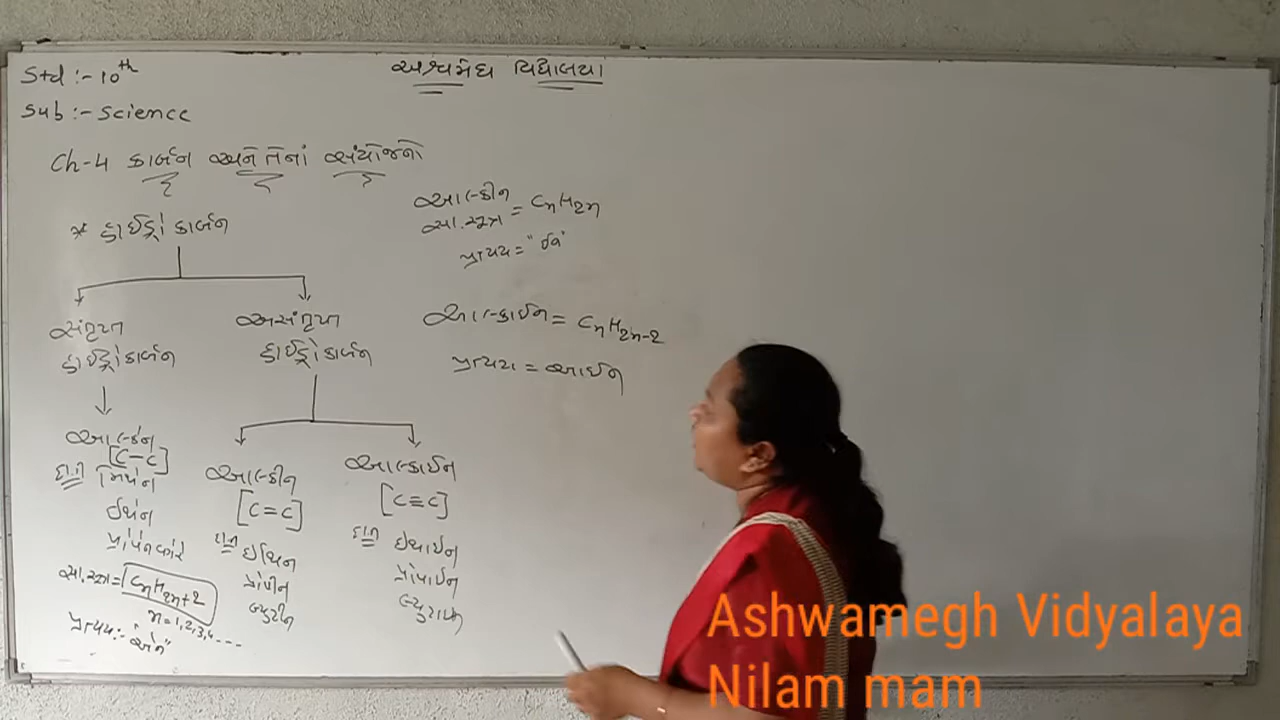 Std :- 10th
Sub :- Science
અશ્વમેઘ વિદ્યાલયા
Ch-4 કાર્બન અને તેનાં સંયોજનો
* હાઈડ્રોકાર્બન
સંતૃપ્ત
હાઈડ્રોકાર્બન
આલ્કેન
[C-C]
દા.ત મિથેન
ઈથેન
પ્રોપેન વગેરે
સા.સૂત્ર = CnH2n+2
n = 1,2,3,4 ----
પ્રત્યય :- "એન"
અસંતૃપ્ત
હાઈડ્રોકાર્બન
આલ્કીન
[C=C]
દા.ત ઈથિન
પ્રોપીન
બ્યુટીન
આલ્કાઈન
[C≡C]
દા.ત ઈથાઈન
પ્રોપાઈન
આલ્કીન
સા.સૂત્ર = CnH2n
પ્રત્યય = "ઈન"
આલ્કાઈન = CnH2n-2
પ્રત્યય = આઈન
Ashwamegh Vidyalaya
Nilam mam